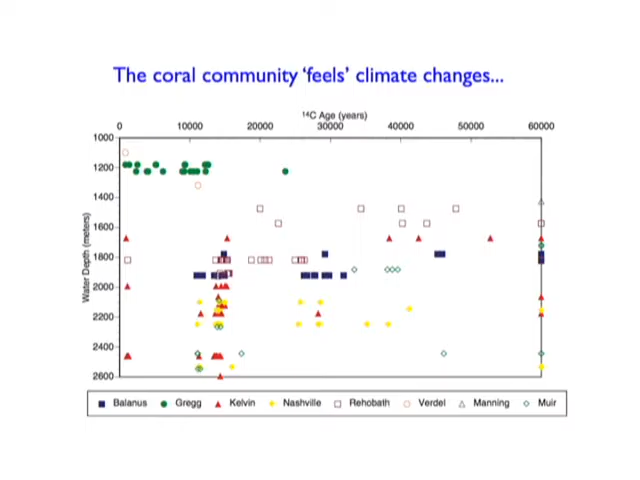 The coral community ‘feels’ climate changes...
¹⁴C Age (years)
0 10000 20000 30000 40000 50000 60000
Water Depth (meters)
1000
1200
1400
1600
1800
2000
2200
2400
2600
Balanus Gregg Kelvin Nashville Rehobath Verdel Manning Muir